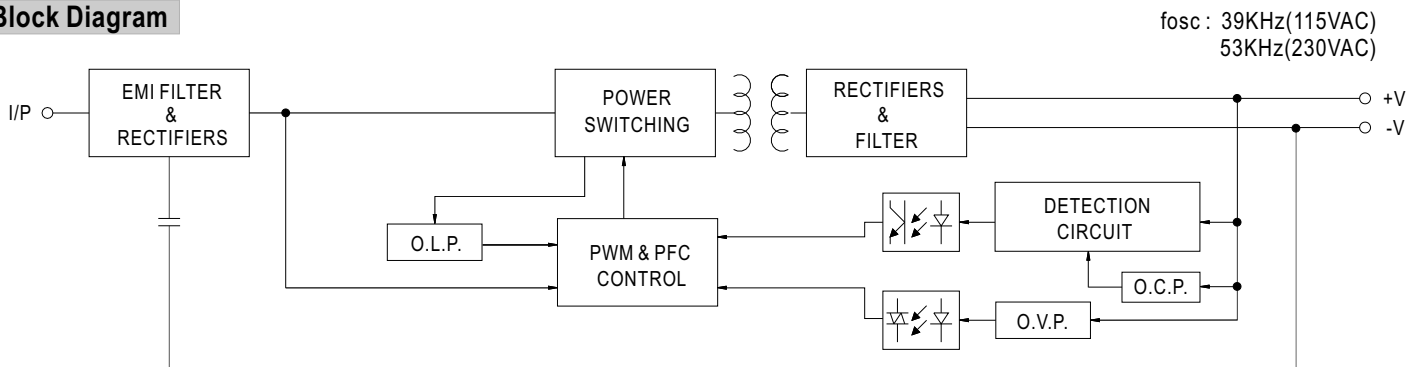 Block Diagram
fosc : 39KHz(115VAC)
53KHz(230VAC)
I/P
EMI FILTER
&
RECTIFIERS
POWER
SWITCHING
RECTIFIERS
&
FILTER
+V
-V
O.L.P.
PWM & PFC
CONTROL
DETECTION
CIRCUIT
O.C.P.
O.V.P.